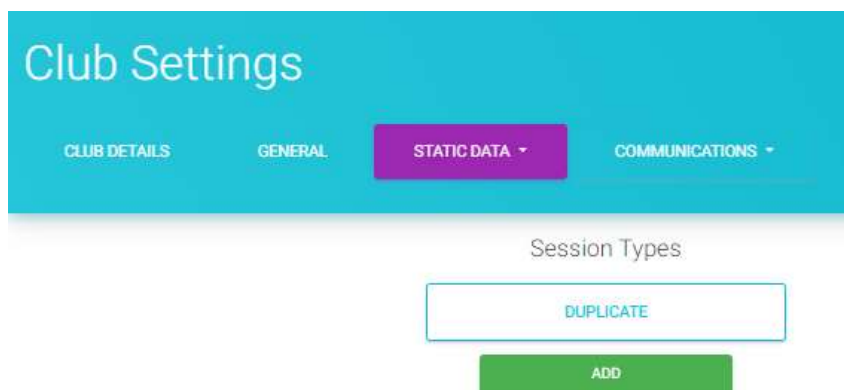 Club Settings
CLUB DETAILS GENERAL STATIC DATA COMMUNICATIONS
Session Types
DUPLICATE
ADD